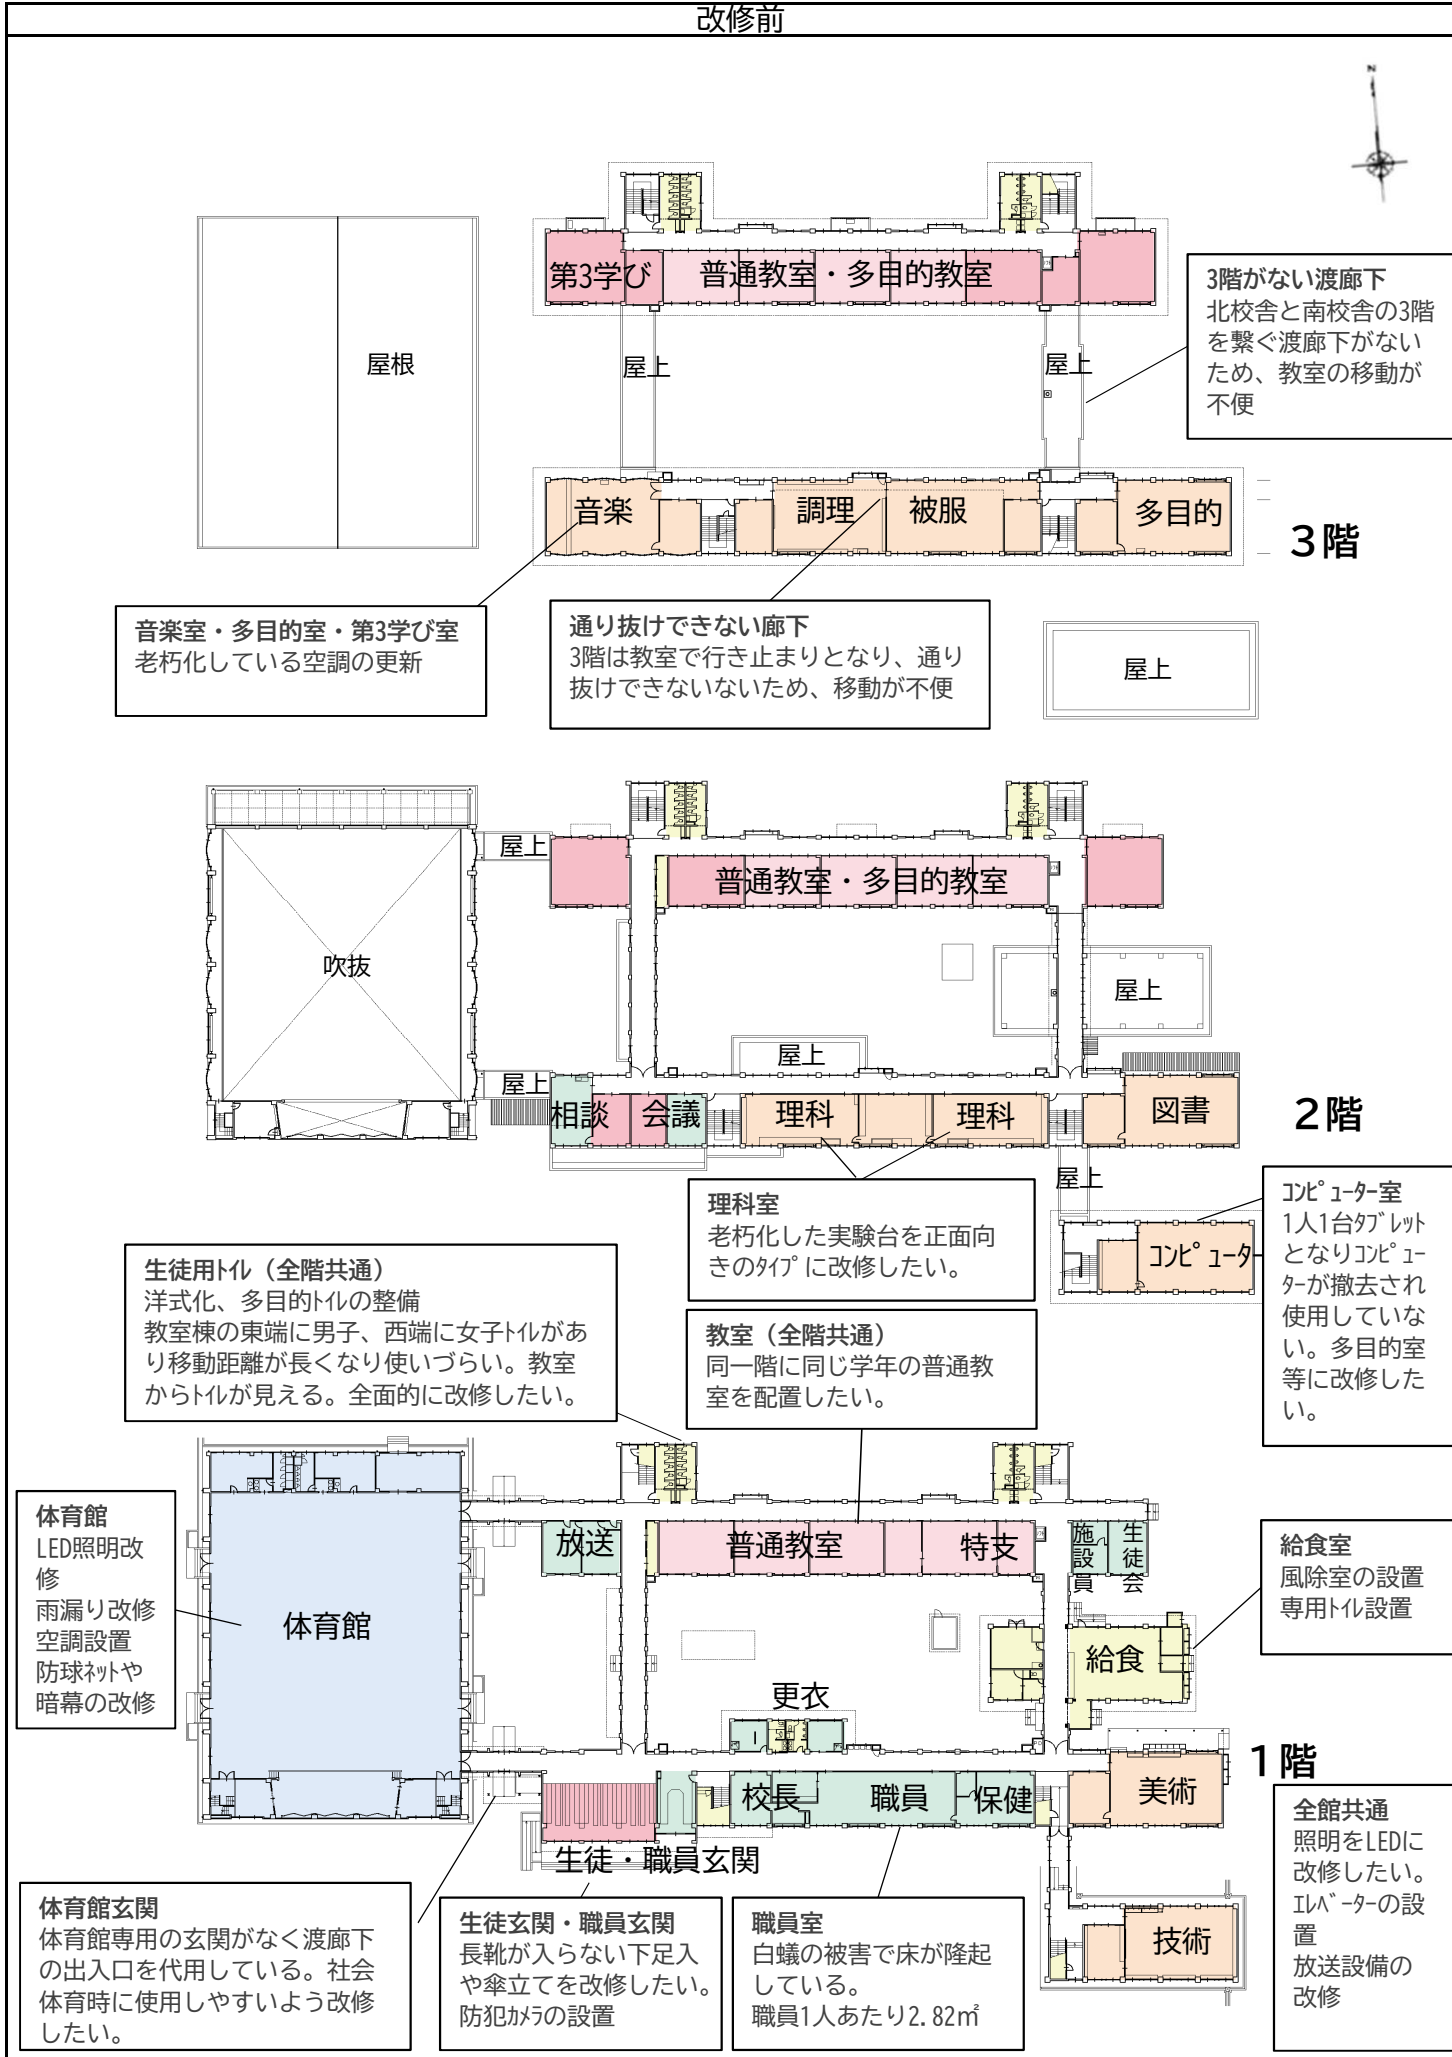 改修前
N
第3学び
普通教室・多目的教室
3階がない渡廊下
北校舎と南校舎の3階
を繋ぐ渡廊下がない
ため、教室の移動が
不便
屋根
屋上
屋上
音楽
調理
被服
多目的
3階
音楽室・多目的室・第3学び室
老朽化している空調の更新
通り抜けできない廊下
3階は教室で行き止まりとなり、通り
抜けできないないため、移動が不便
屋上
屋上
普通教室・多目的教室
吹抜
屋上
屋上
屋上
相談
会議
理科
理科
図書
2階
屋上
理科室
老朽化した実験台を正面向
きのﾀｲﾌﾟに改修したい。
コンピュータ
ｺﾝﾋﾟｭｰﾀｰ室
1人1台ﾀﾌﾞﾚｯﾄ
となりｺﾝﾋﾟｭｰ
ﾀｰが撤去され
使用していな
い。多目的室
等に改修した
い。
生徒用ﾄｲﾚ（全階共通）
洋式化、多目的ﾄｲﾚの整備
教室棟の東端に男子、西端に女子ﾄｲﾚがあ
り移動距離が長くなり使いづらい。教室
からﾄｲﾚが見える。全面的に改修したい。
教室（全階共通）
同一階に同じ学年の普通教
室を配置したい。
体育館
LED照明改
修
雨漏り改修
空調設置
防球ﾈｯﾄや
暗幕の改修
放送
普通教室
特支
施設員
生徒会
給食室
風除室の設置
専用ﾄｲﾚ設置
体育館
給食
更衣
1階
校長
職員
保健
美術
生徒・職員玄関
全館共通
照明をLEDに
改修したい。
ｴﾚﾍﾞｰﾀｰの設
置
放送設備の
改修
体育館玄関
体育館専用の玄関がなく渡廊下
の出入口を代用している。社会
体育時に使用しやすいよう改修
したい。
生徒玄関・職員玄関
長靴が入らない下足入
や傘立てを改修したい。
防犯ｶﾒﾗの設置
職員室
白蟻の被害で床が隆起
している。
職員1人あたり2.82㎡
技術